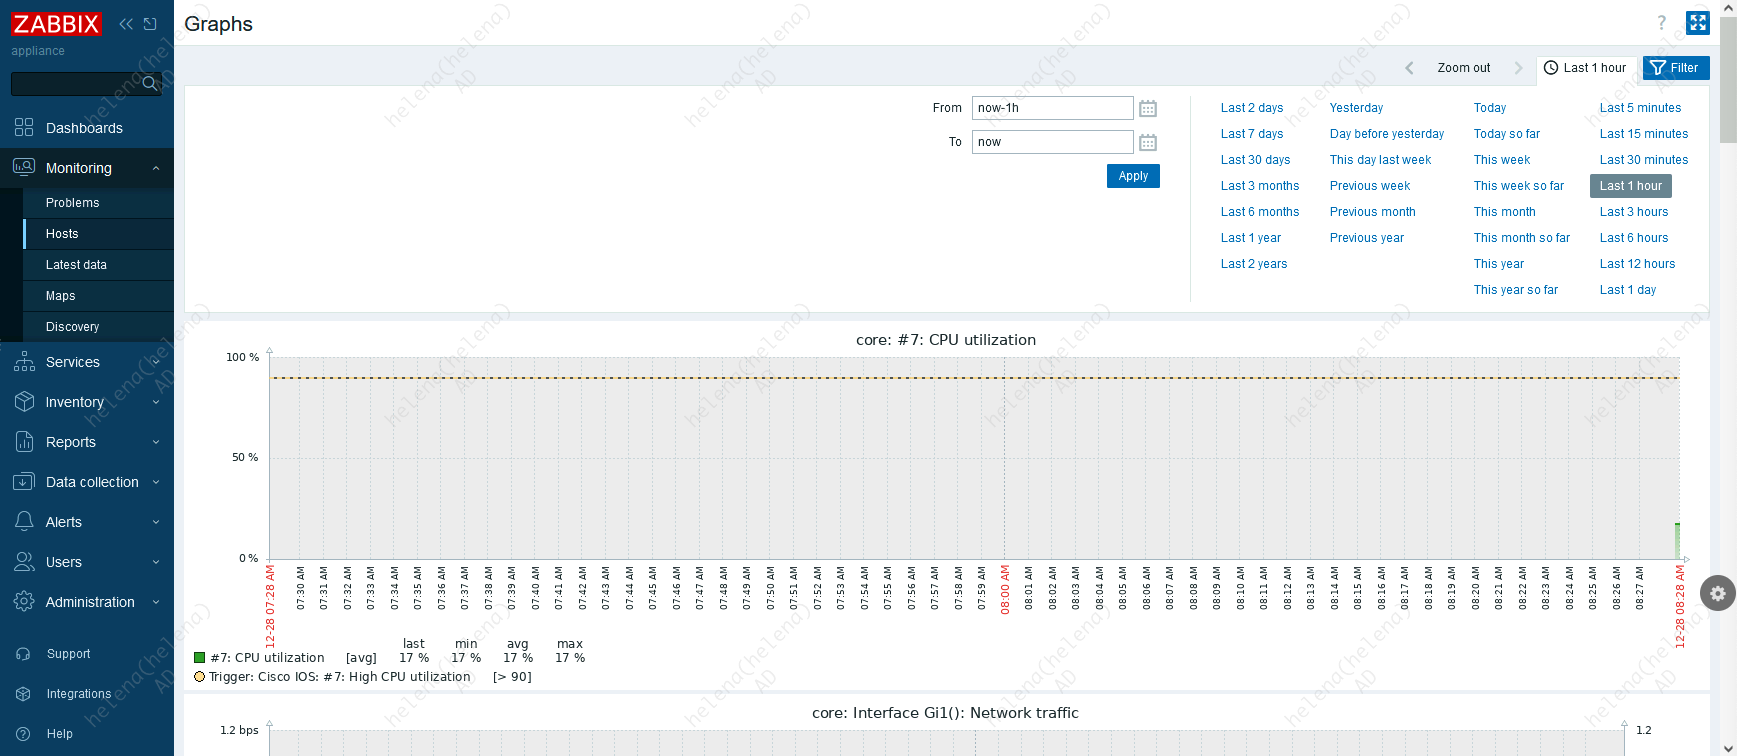 ZABBIX
appliance
Dashboards
Monitoring
Problems
Hosts
Latest data
Maps
Discovery
Services
Inventory
Reports
Data collection
Alerts
Users
Administration
Support
Integrations
Help
Graphs
?
Zoom out
Last 1 hour
Filter
From now-1h
To now
Apply
Last 2 days Yesterday Today Last 5 minutes
Last 7 days Day before yesterday Today so far Last 15 minutes
Last 30 days This day last week This week Last 30 minutes
Last 3 months Previous week This week so far Last 1 hour
Last 6 months Previous month This month Last 3 hours
Last 1 year Previous year This month so far Last 6 hours
Last 2 years This year Last 12 hours
This year so far Last 1 day
core: #7: CPU utilization
100 %
50 %
0 %
12-28 07:28 AM 07:30 AM 07:31 AM 07:32 AM 07:33 AM 07:34 AM 07:35 AM 07:36 AM 07:37 AM 07:38 AM 07:39 AM 07:40 AM 07:41 AM 07:42 AM 07:43 AM 07:44 AM 07:45 AM 07:46 AM 07:47 AM 07:48 AM 07:49 AM 07:50 AM 07:51 AM 07:52 AM 07:53 AM 07:54 AM 07:55 AM 07:56 AM 07:57 AM 07:58 AM 07:59 AM 08:00 AM 08:01 AM 08:02 AM 08:03 AM 08:04 AM 08:05 AM 08:06 AM 08:07 AM 08:08 AM 08:09 AM 08:10 AM 08:11 AM 08:12 AM 08:13 AM 08:14 AM 08:15 AM 08:16 AM 08:17 AM 08:18 AM 08:19 AM 08:20 AM 08:21 AM 08:22 AM 08:23 AM 08:24 AM 08:25 AM 08:26 AM 08:27 AM 12-28 08:28 AM
last min avg max
#7: CPU utilization [avg] 17 % 17 % 17 % 17 %
Trigger: Cisco IOS: #7: High CPU utilization [> 90]
core: Interface Gi1(): Network traffic
1.2 bps
1.2
helena(helena)
AD